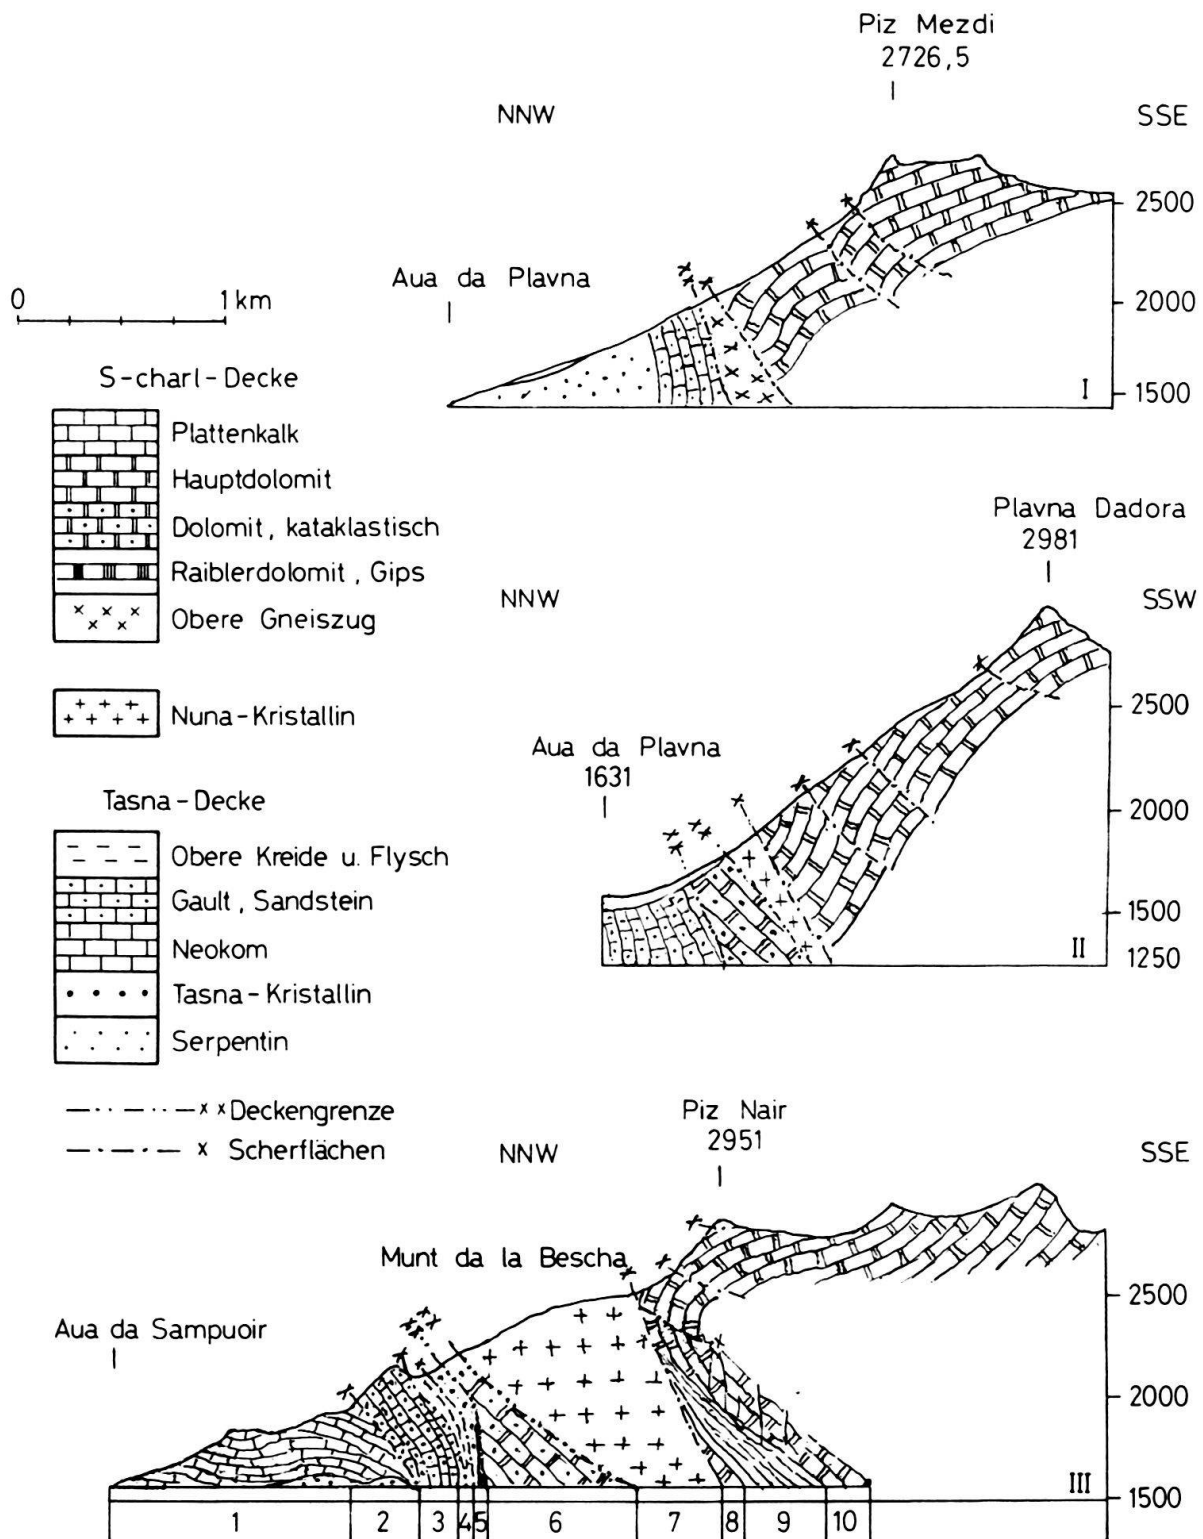 Piz Mezdi
2726,5
NNW
SSE
2500
Aua da Plavna
2000
1500
I
0 1 km
S-charl-Decke
Plattenkalk
Hauptdolomit
Dolomit, kataklastisch
Raiblerdolomit, Gips
Obere Gneiszug
Nuna-Kristallin
Tasna-Decke
Obere Kreide u. Flysch
Gault, Sandstein
Neokom
Tasna-Kristallin
Serpentin
x x Deckengrenze
x Scherflächen
Plavna Dadora
2981
NNW
SSW
2500
Aua da Plavna
1631
2000
1500
1250
II
Piz Nair
2951
NNW
SSE
Munt da la Bescha
2500
Aua da Sampuoir
2000
1500
III
1 2 3 4 5 6 7 8 9 10